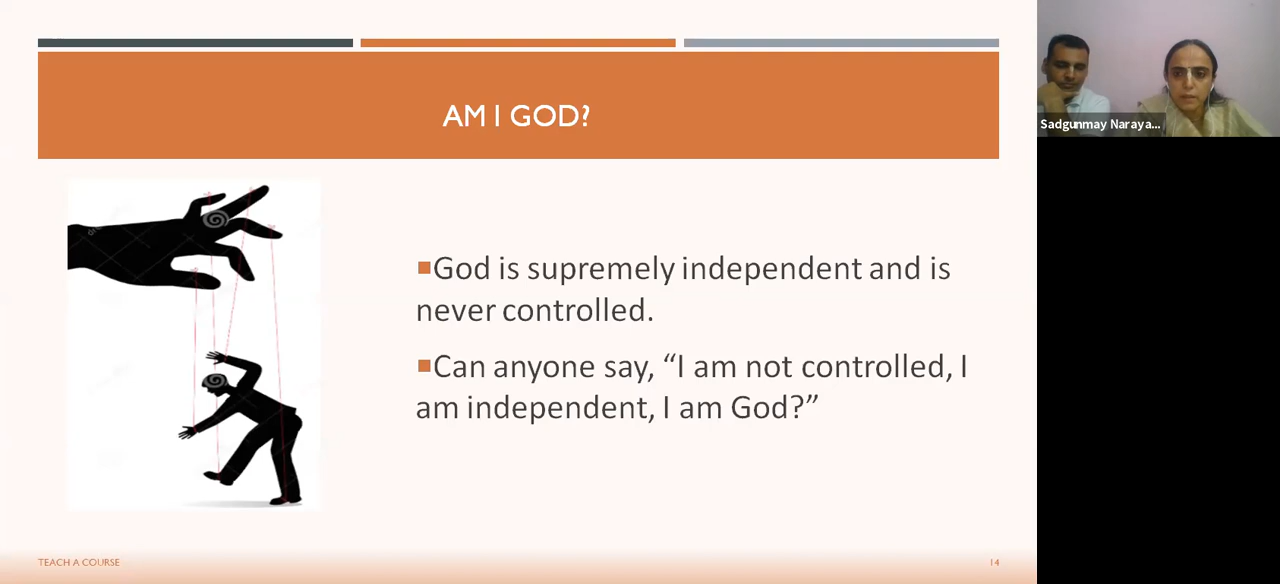 AM I GOD?
God is supremely independent and is
never controlled.
Can anyone say, “I am not controlled, I
am independent, I am God?”
TEACH A COURSE
14
Sadgunmay Naraya...